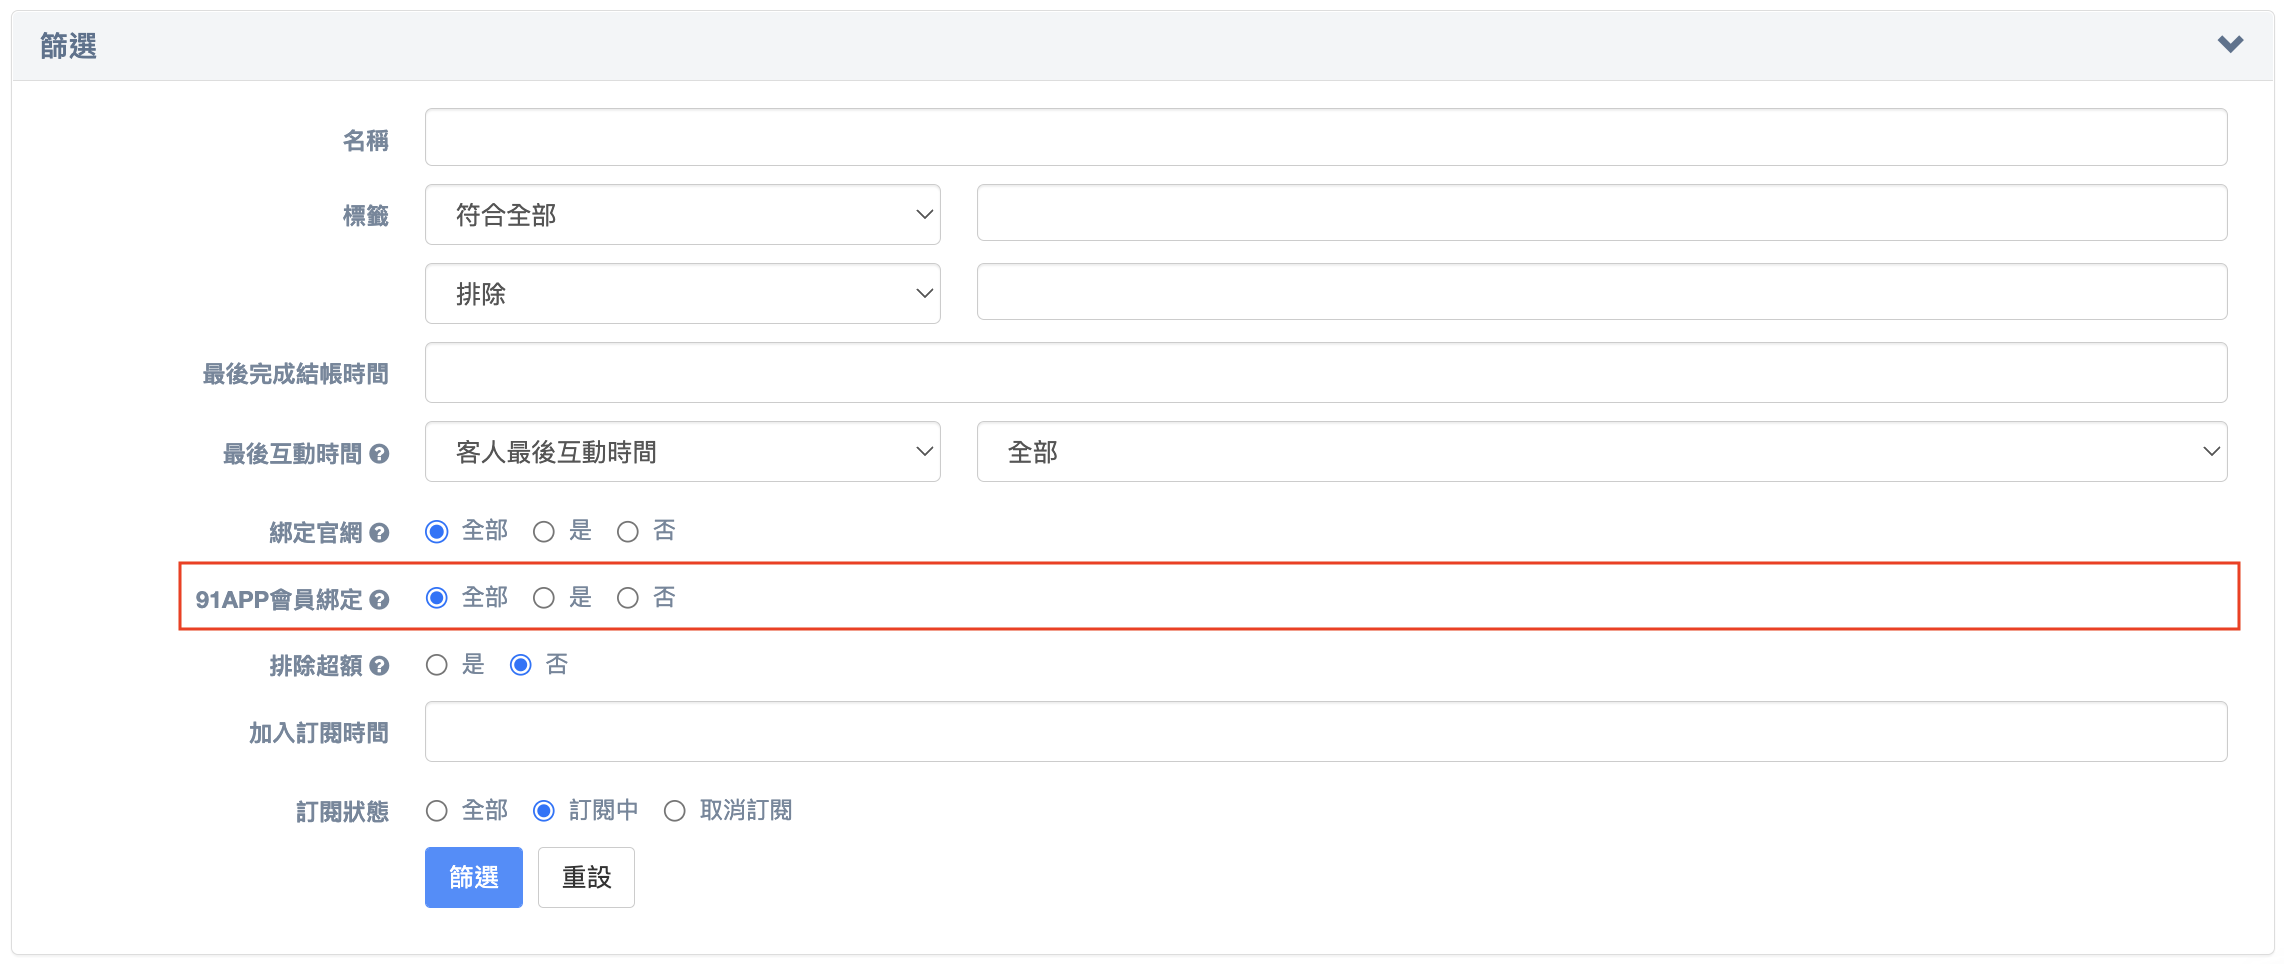 篩選
名稱
標籤 符合全部
排除
最後完成結帳時間
最後互動時間 客人最後互動時間 全部
綁定官網 全部 是 否
91APP會員綁定 全部 是 否
排除超額 是 否
加入訂閱時間
訂閱狀態 全部 訂閱中 取消訂閱
篩選 重設